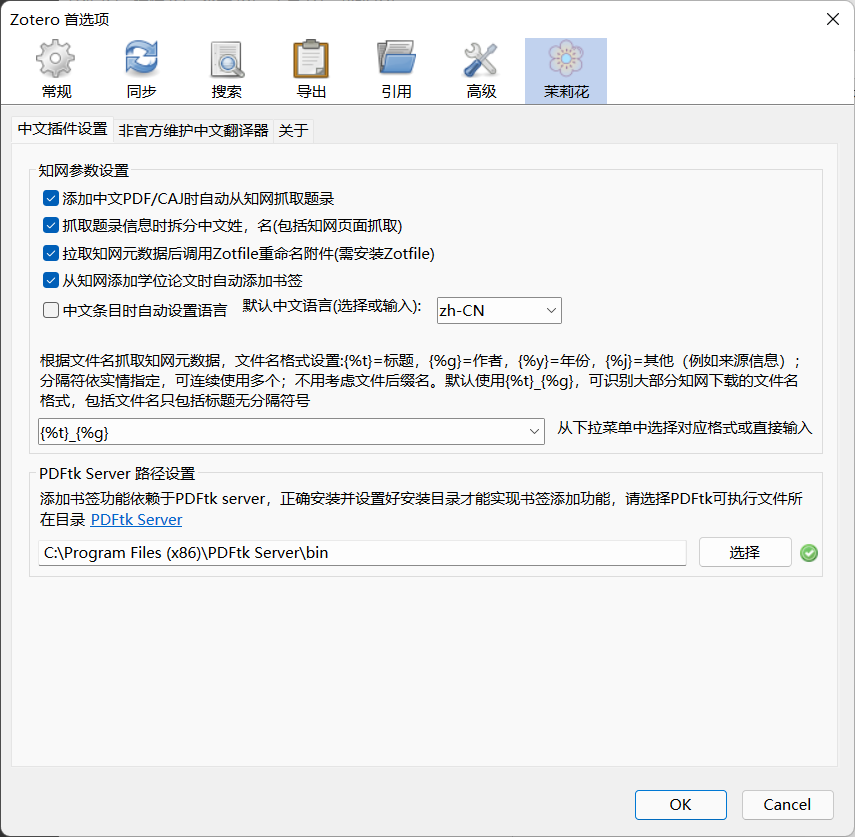 Zotero 首选项
常规 同步 搜索 导出 引用 高级 茉莉花
中文插件设置 非官方维护中文翻译器 关于
知网参数设置
添加中文PDF/CAJ时自动从知网抓取题录
抓取题录信息时拆分中文姓，名(包括知网页面抓取)
拉取知网元数据后调用Zotfile重命名附件(需安装Zotfile)
从知网添加学位论文时自动添加书签
中文条目时自动设置语言 默认中文语言(选择或输入): zh-CN
根据文件名抓取知网元数据，文件名格式设置:{%t}=标题，{%g}=作者，{%y}=年份，{%j}=其他（例如来源信息）；
分隔符依实情指定，可连续使用多个；不用考虑文件后缀名。默认使用{%t}_{%g}，可识别大部分知网下载的文件名
格式，包括文件名只包括标题无分隔符号
{%t}_{%g} 从下拉菜单中选择对应格式或直接输入
PDFtk Server 路径设置
添加书签功能依赖于PDFtk server，正确安装并设置好安装目录才能实现书签添加功能，请选择PDFtk可执行文件所
在目录 PDFtk Server
C:\Program Files (x86)\PDFtk Server\bin 选择
OK Cancel